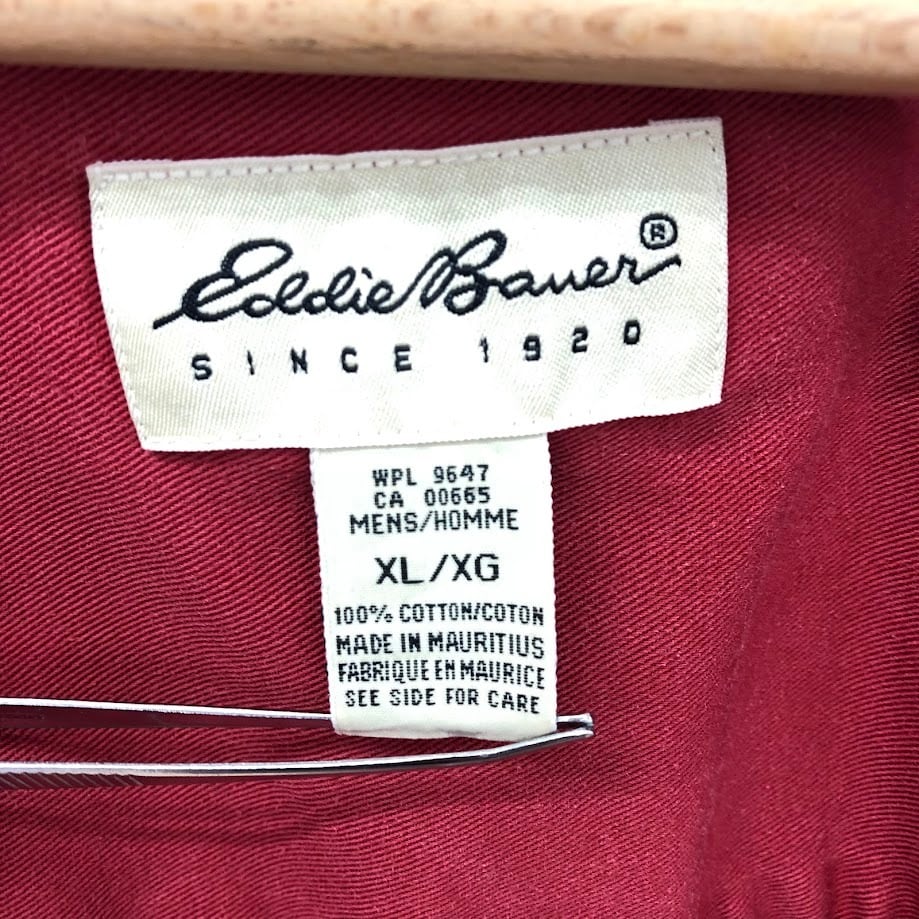 Eddie Bauer ®
SINCE 1920
WPL 9647
CA 00665
MENS/HOMME
XL/XG
100% COTTON/COTON
MADE IN MAURITIUS
FABRIQUE EN MAURICE
SEE SIDE FOR CARE